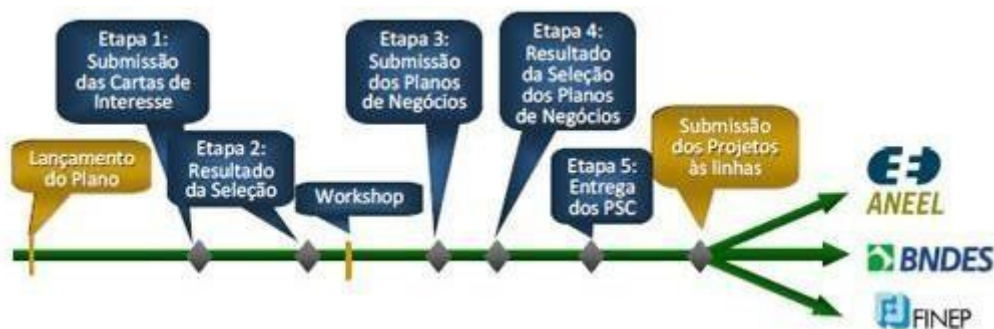 Lançamento
do Plano
Etapa 1:
Submissão
das Cartas de
Interesse
Etapa 2:
Resultado
da Seleção
Workshop
Etapa 3:
Submissão
dos Planos
de Negócios
Etapa 4:
Resultado
da Seleção
dos Planos
de Negócios
Etapa 5:
Entrega
dos PSC
Submissão
dos Projetos
às linhas
ANEEL
BNDES
FINEP